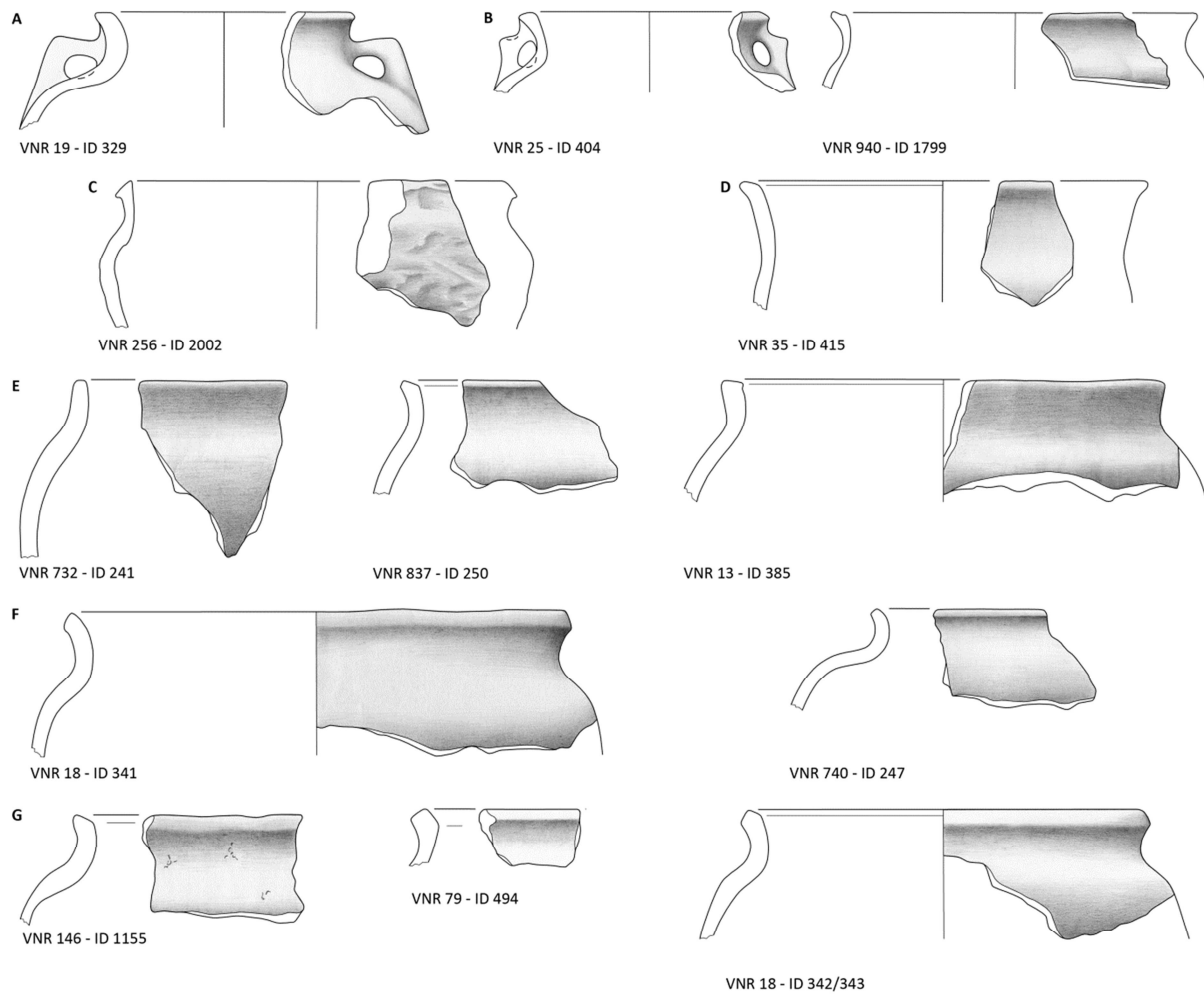 A
VNR 19 - ID 329
B
VNR 25 - ID 404
VNR 940 - ID 1799
C
VNR 256 - ID 2002
D
VNR 35 - ID 415
E
VNR 732 - ID 241
VNR 837 - ID 250
VNR 13 - ID 385
F
VNR 18 - ID 341
VNR 740 - ID 247
G
VNR 146 - ID 1155
VNR 79 - ID 494
VNR 18 - ID 342/343